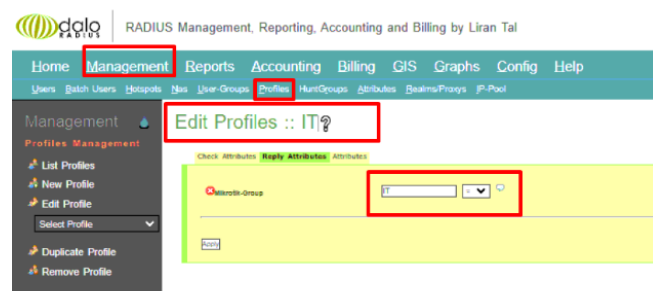 dalo RADIUS
RADIUS Management, Reporting, Accounting and Billing by Liran Tal
Home Management Reports Accounting Billing GIS Graphs Config Help
Users Batch Users Hotspots Nas User-Groups Profiles HuntGroups Attributes Realms/Proxys IP-Pool
Management
Profiles Management
List Profiles
New Profile
Edit Profile
Select Profile
Duplicate Profile
Remove Profile
Edit Profiles :: IT?
Check Attributes Reply Attributes Attributes
Mikrotik-Group IT
Apply